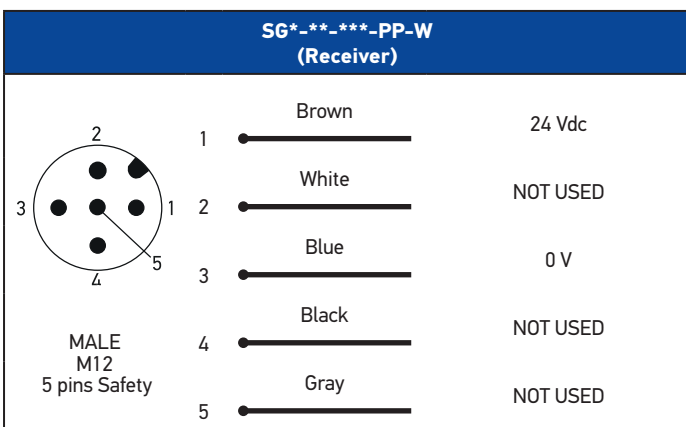 SG*-**-***-PP-W
(Receiver)
2
3
1
5
4
MALE
M12
5 pins Safety
1 Brown 24 Vdc
2 White NOT USED
3 Blue 0 V
4 Black NOT USED
5 Gray NOT USED